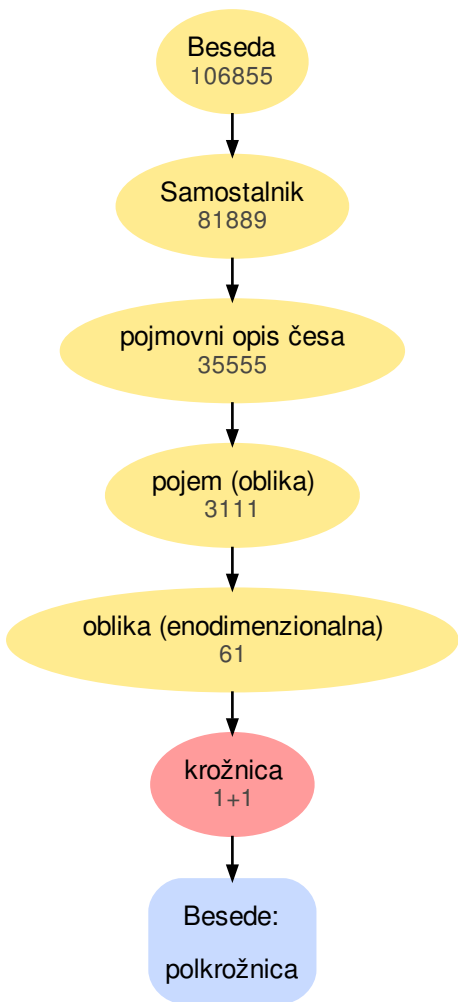 Beseda
106855
Samostalnik
81889
pojmovni opis česa
35555
pojem (oblika)
3111
oblika (enodimenzionalna)
61
krožnica
1+1
Besede:
polkrožnica